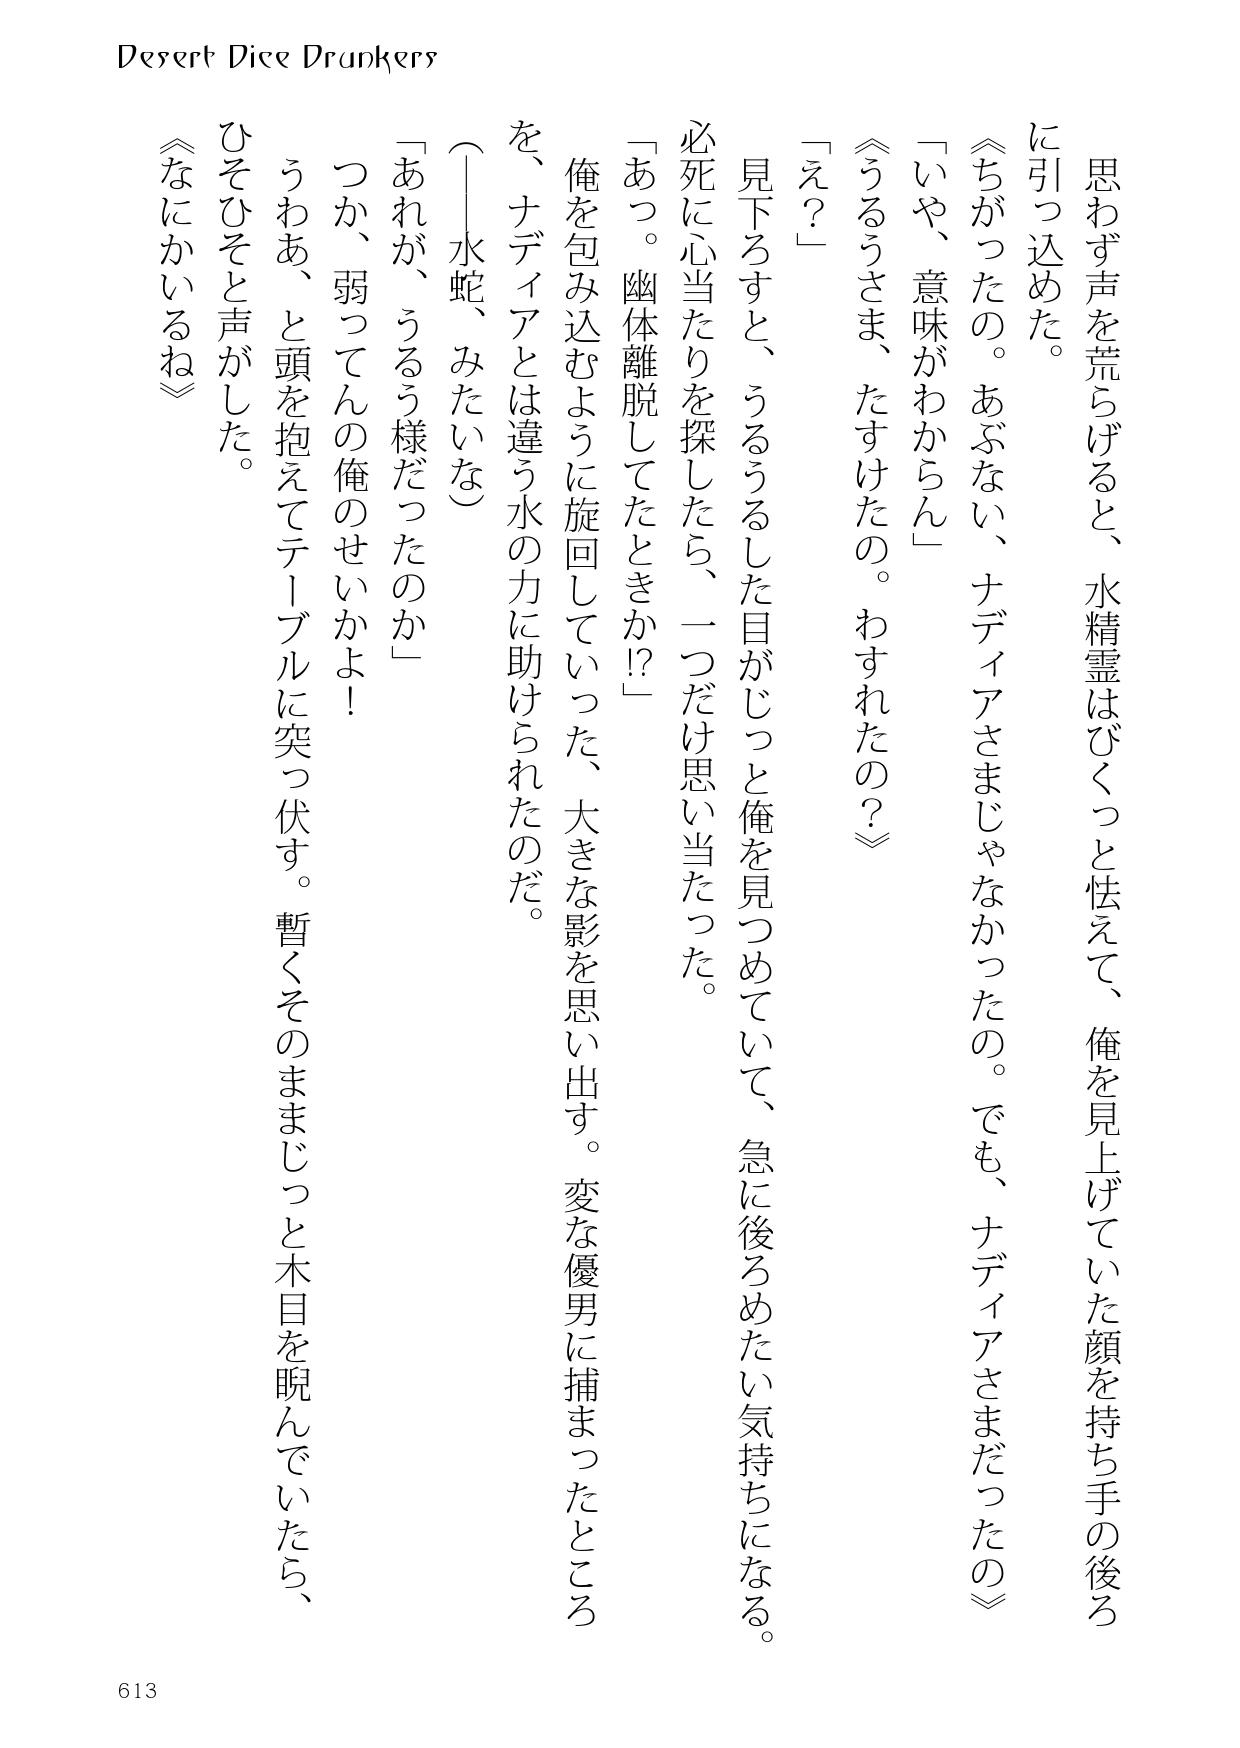 Desert Dice Drunkers
思わず声を荒らげると、水精霊はびくっと怯えて、俺を見上げていた顔を持ち手の後ろ
に引っ込めた。
《ちがったの。あぶない、ナディアさまじゃなかったの。でも、ナディアさまだったの》
「いや、意味がわからん」
《うるうさま、たすけたの。わすれたの？》
「え？」
見下ろすと、うるうるした目がじっと俺を見つめていて、急に後ろめたい気持ちになる。
必死に心当たりを探したら、一つだけ思い当たった。
「あっ。幽体離脱してたときか!?」
俺を包み込むように旋回していった、大きな影を思い出す。変な優男に捕まったところ
を、ナディアとは違う水の力に助けられたのだ。
（――水蛇、みたいな）
「あれが、うるう様だったのか」
つか、弱ってんの俺のせいかよ！
うわあ、と頭を抱えてテーブルに突っ伏す。暫くそのままじっと木目を睨んでいたら、
ひそひそと声がした。
《なにかいるね》
613